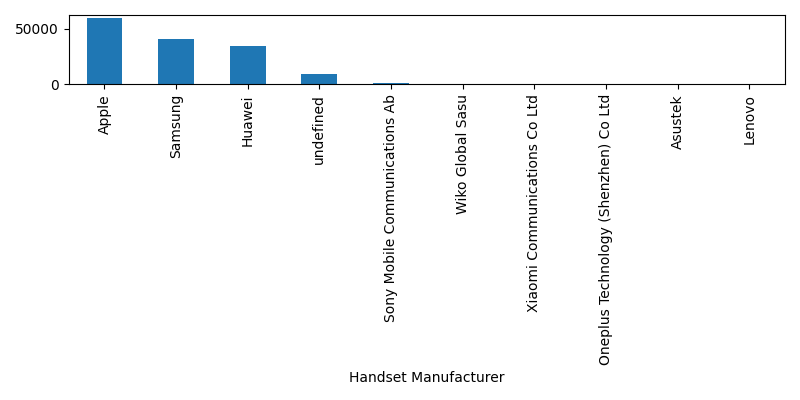 50000
0
Apple
Samsung
Huawei
undefined
Sony Mobile Communications Ab
Wiko Global Sasu
Xiaomi Communications Co Ltd
Oneplus Technology (Shenzhen) Co Ltd
Asustek
Lenovo
Handset Manufacturer